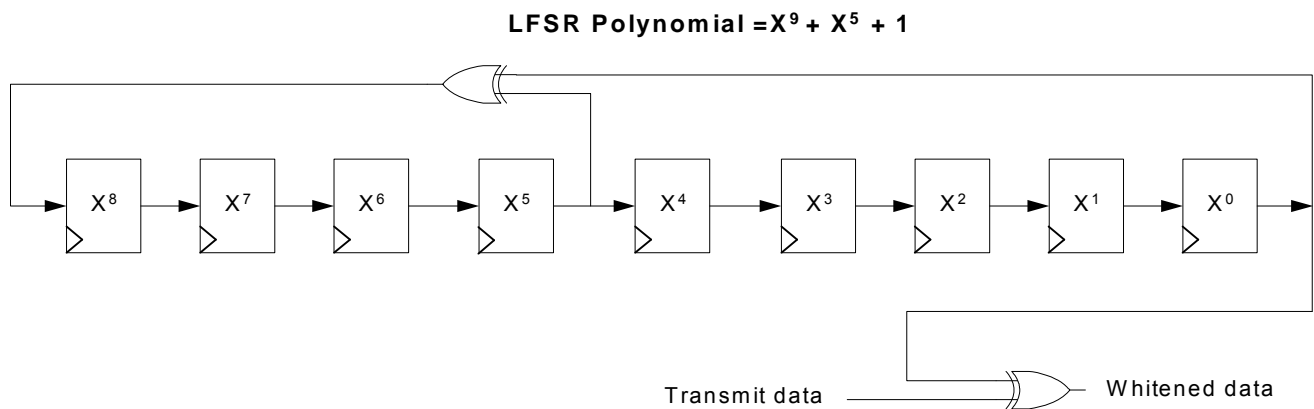 LFSR Polynomial =X⁹ + X⁵ + 1
X⁸ X⁷ X⁶ X⁵ X⁴ X³ X² X¹ X⁰
Transmit data
Whitened data